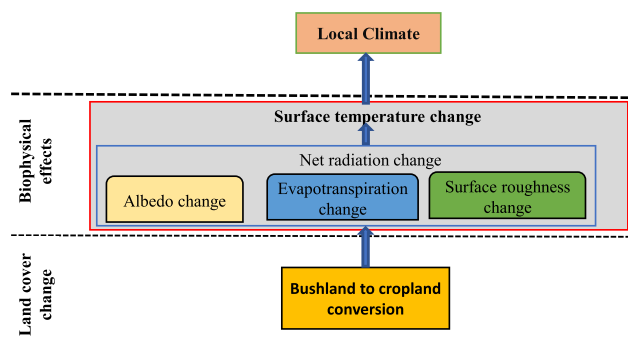 Local Climate
Biophysical
effects
Surface temperature change
Net radiation change
Albedo change
Evapotranspiration
change
Surface roughness
change
Land cover
change
Bushland to cropland
conversion